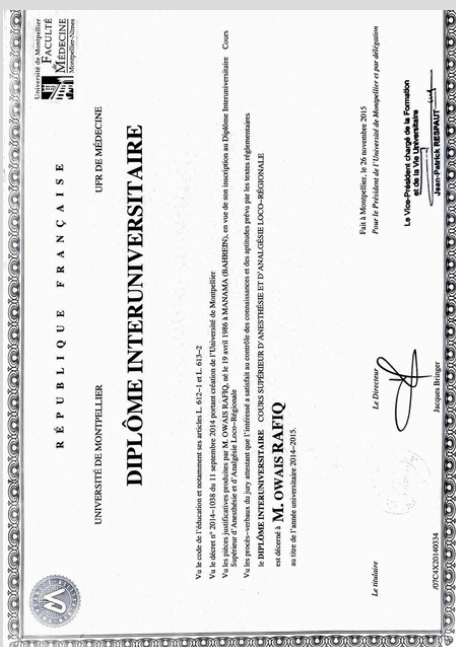 Université de Montpellier
FACULTÉ
DE
MÉDECINE
Montpellier-Nîmes
RÉPUBLIQUE FRANÇAISE
UNIVERSITÉ DE MONTPELLIER UFR DE MÉDECINE
DIPLÔME INTERUNIVERSITAIRE
Vu le code de l'éducation et notamment ses articles L. 612-1 et L. 613-2
Vu le décret n° 2014-1038 du 11 septembre 2014 portant création de l'Université de Montpellier
Vu les pièces justificatives produites par M. OWAIS RAFIQ, né le 19 avril 1986 à MANAMA (BAHREIN), en vue de son inscription au Diplôme Interuniversitaire Cours
Supérieur d'Anesthésie et d'Analgésie Loco-Régionale
Vu les procès-verbaux du jury attestant que l'intéressé a satisfait au contrôle des connaissances et des aptitudes prévu par les textes réglementaires
le DIPLÔME INTERUNIVERSITAIRE COURS SUPÉRIEUR D'ANESTHÉSIE ET D'ANALGÉSIE LOCO-RÉGIONALE
est décerné à M. OWAIS RAFIQ
au titre de l'année universitaire 2014-2015.
Fait à Montpellier, le 26 novembre 2015
Le titulaire Le Directeur Pour le Président de l'Université de Montpellier et par délégation
Le Vice-Président chargé de la Formation
et de la Vie Universitaire
Jean-Patrick RESPAUT
Jacques Bringer
/07C4X20140334